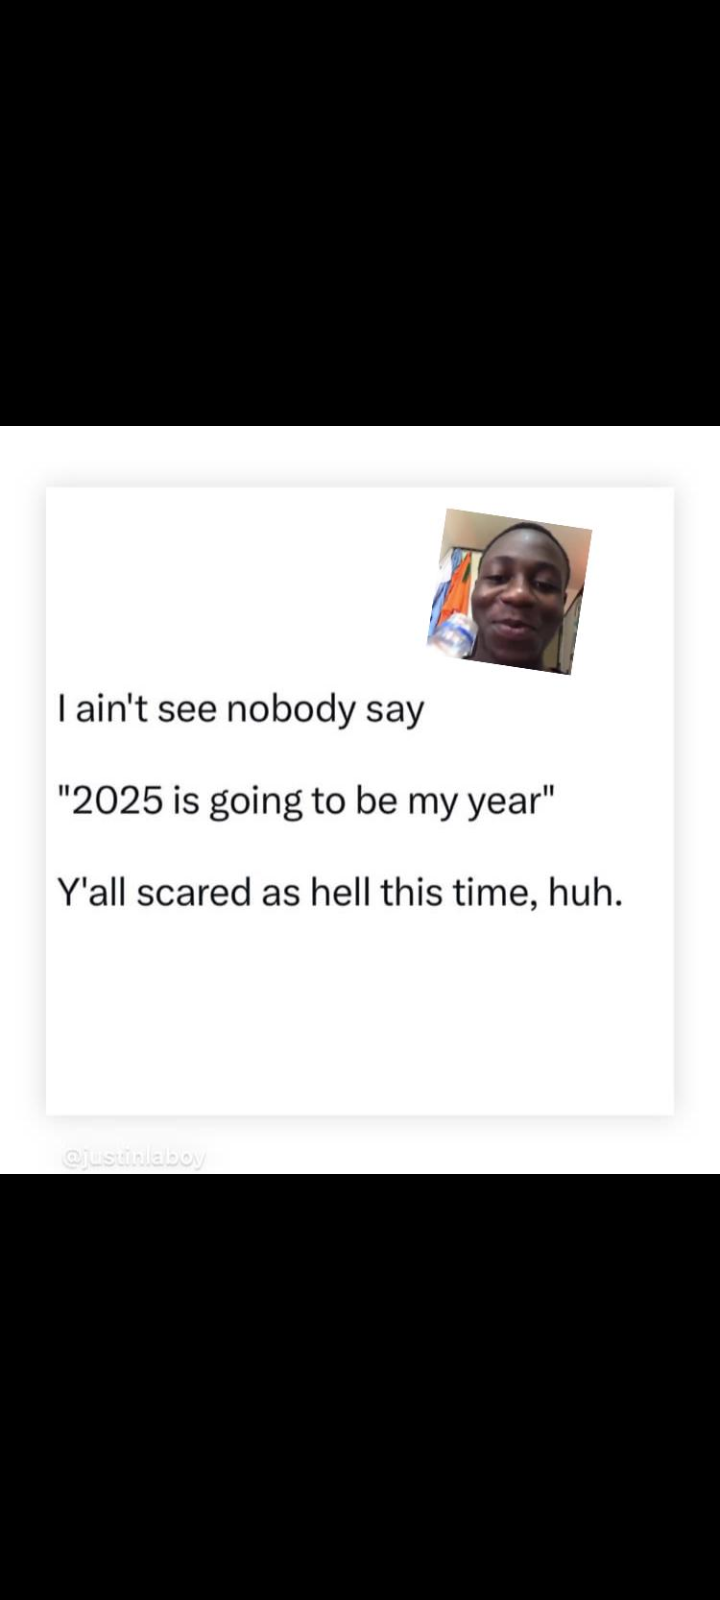 I ain't see nobody say
"2025 is going to be my year"
Y'all scared as hell this time, huh.
@justinlaboy